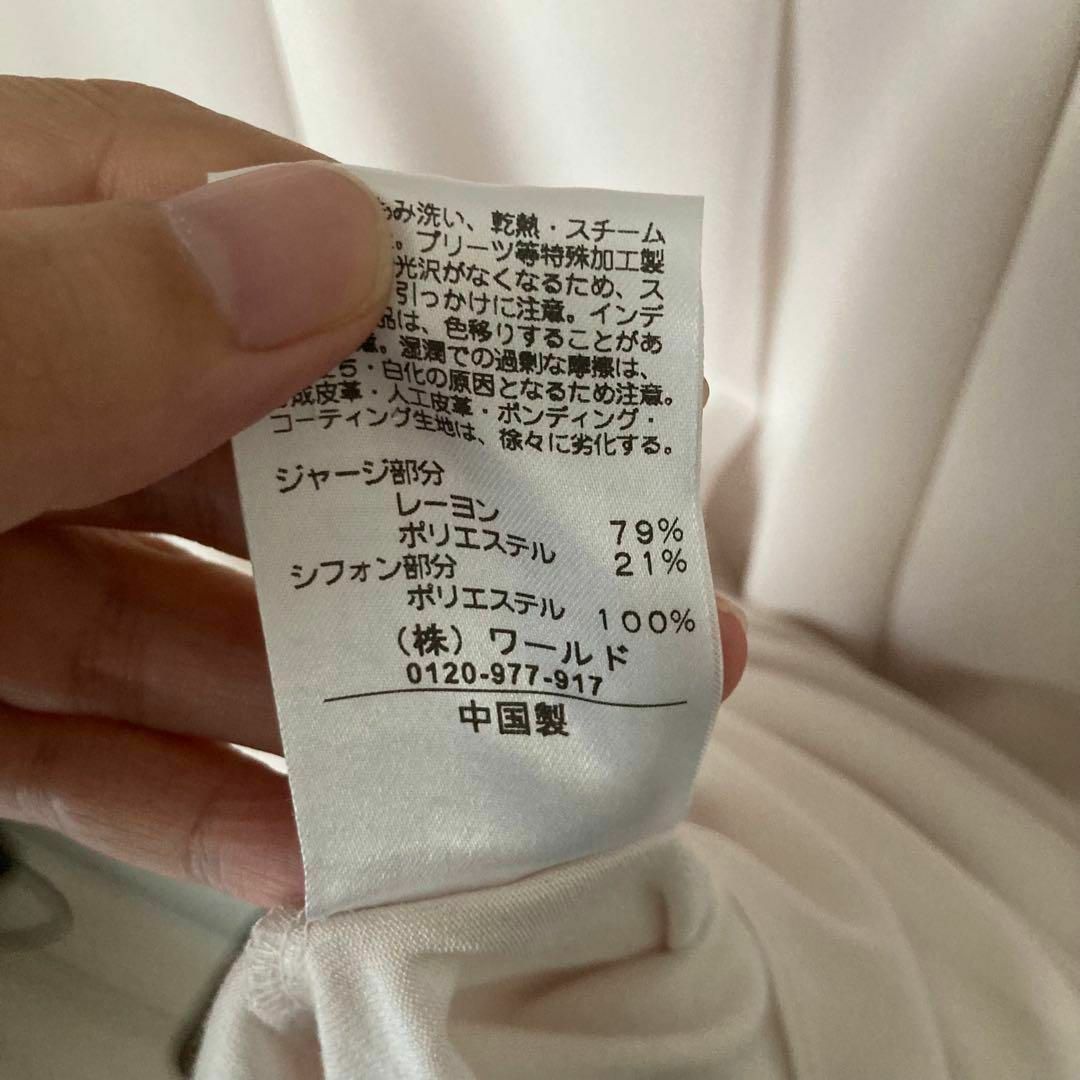 み洗い、乾熱・スチーム
。プリーツ等特殊加工製
光沢がなくなるため、ス
引っかけに注意。インデ
品は、色移りすることがあ
意。湿潤での過剰な摩擦は、
ち・白化の原因となるため注意。
成皮革・人工皮革・ボンディング・
コーティング生地は、徐々に劣化する。
ジャージ部分
レーヨン 79%
ポリエステル 21%
シフォン部分
ポリエステル 100%
(株) ワールド
0120-977-917
中国製